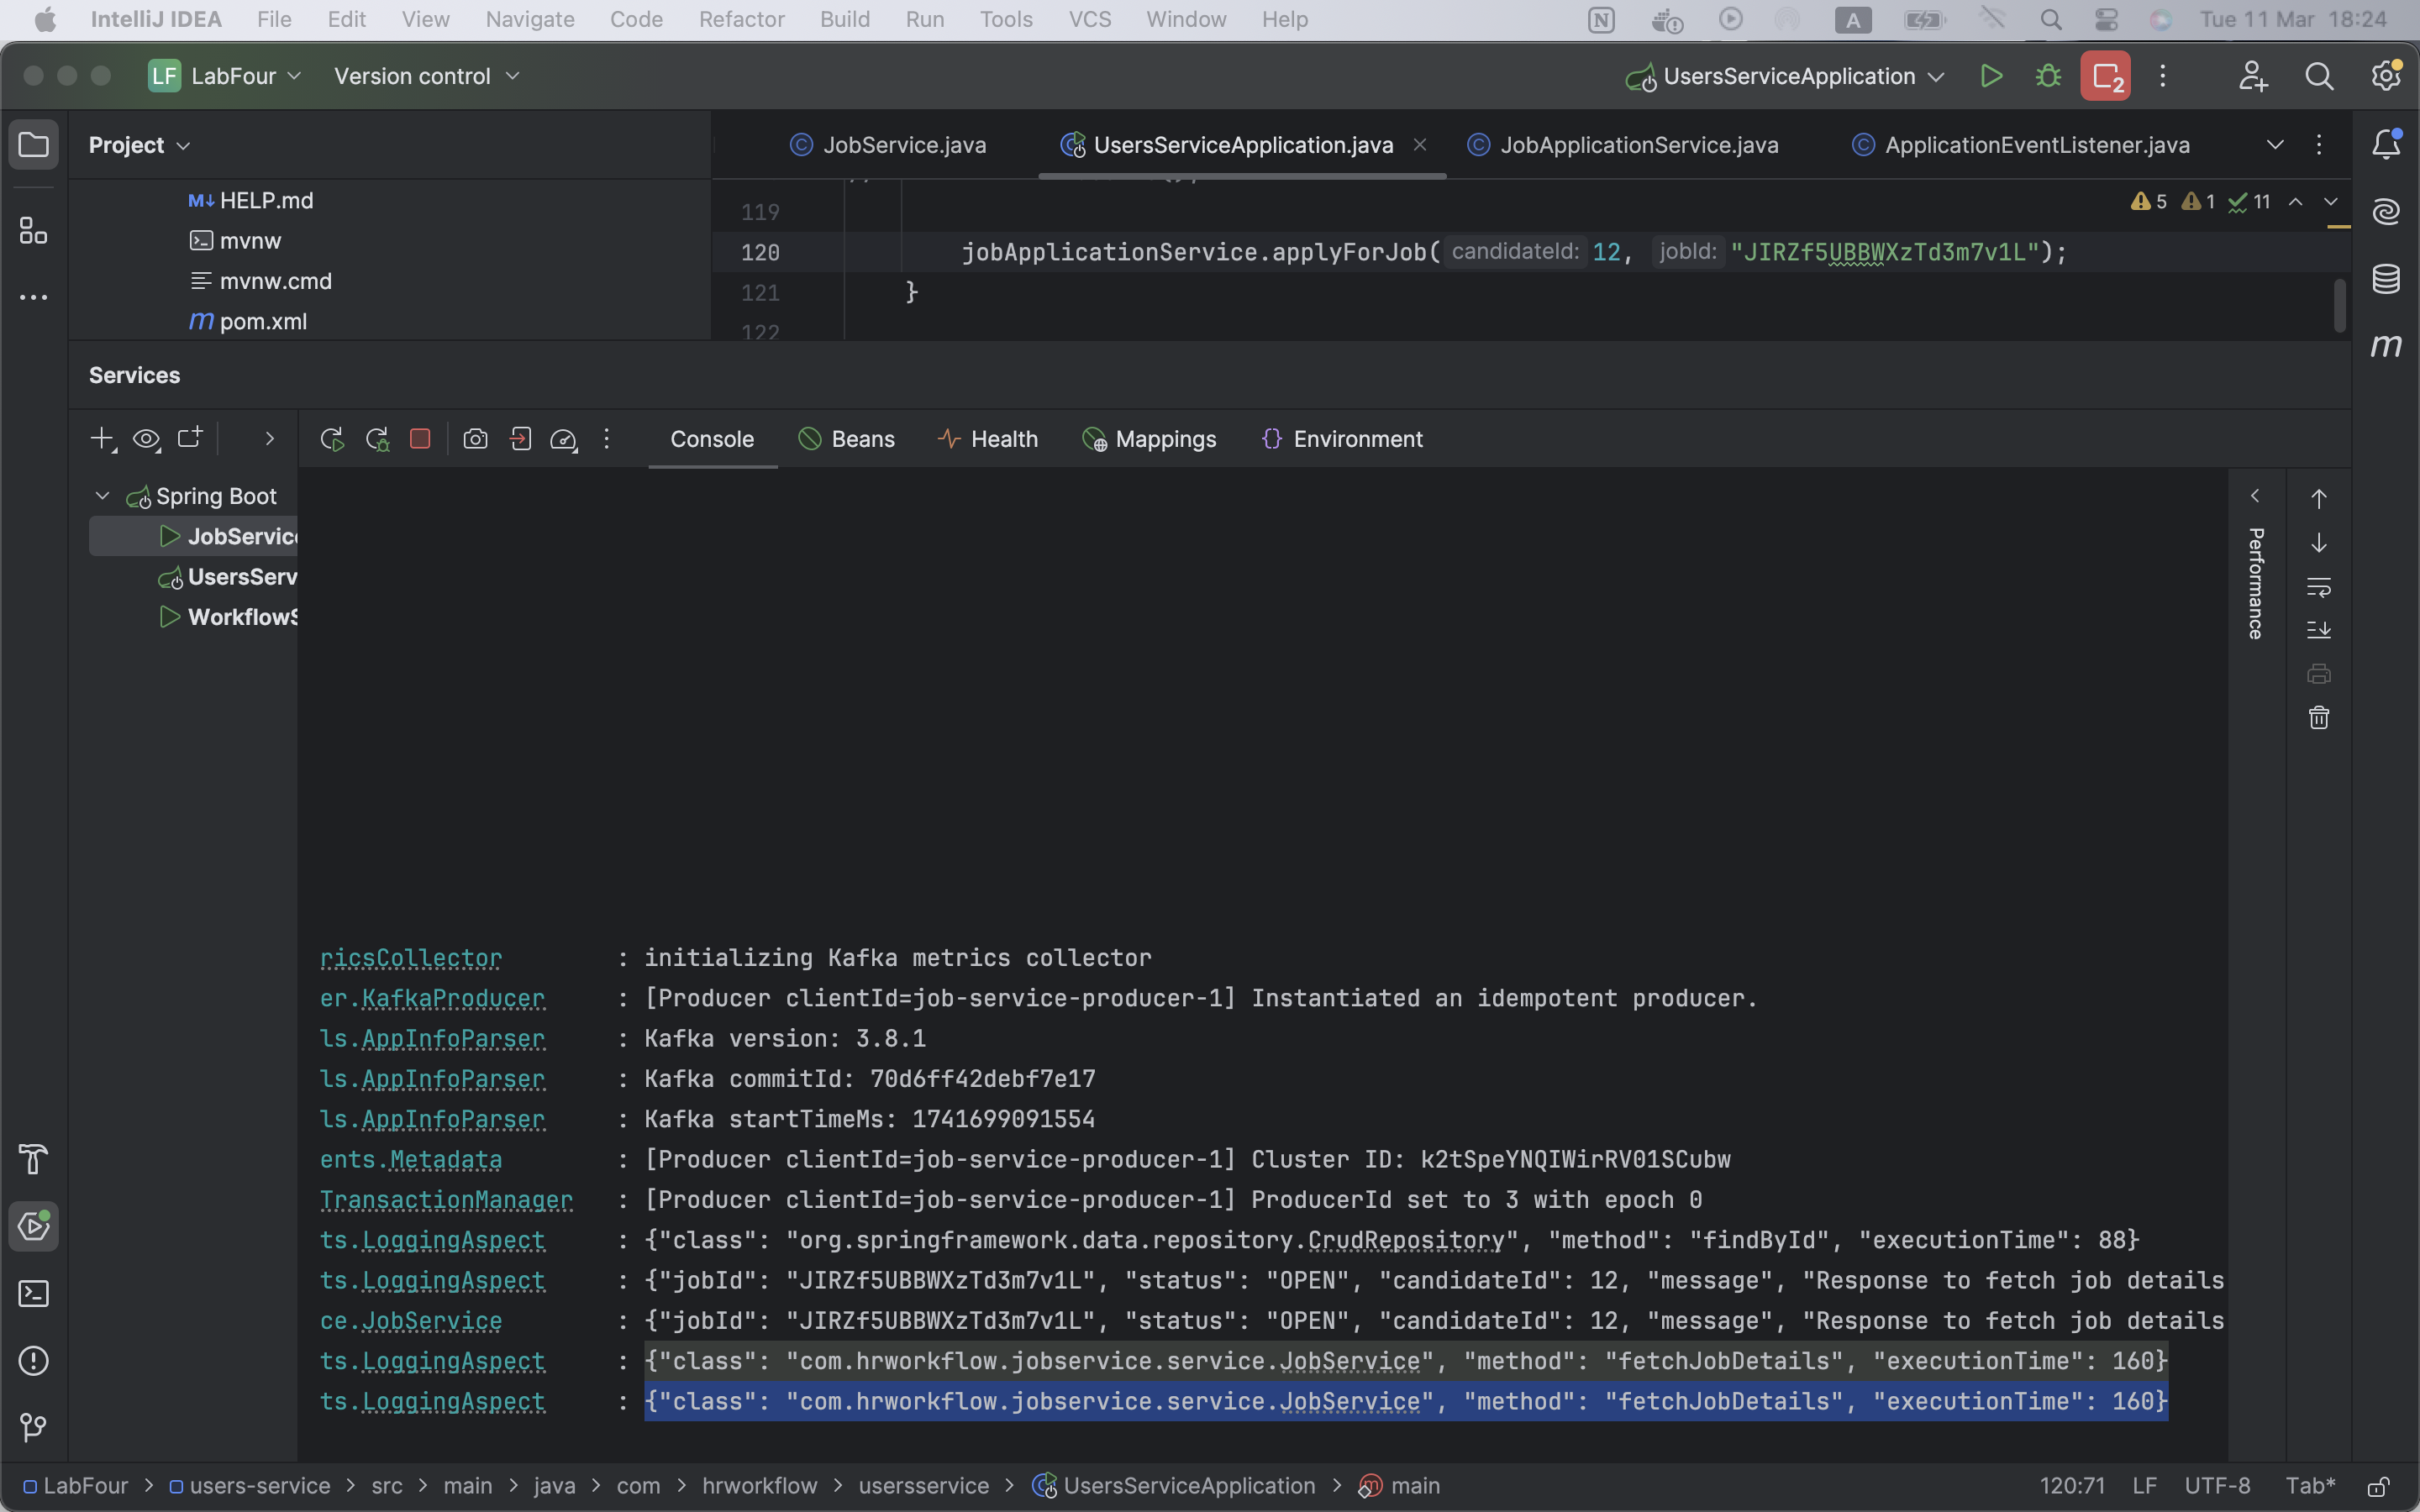 IntelliJ IDEA File Edit View Navigate Code Refactor Build Run Tools VCS Window Help N A Tue 11 Mar 18:24
LF LabFour Version control UsersServiceApplication 2
Project
JobService.java UsersServiceApplication.java JobApplicationService.java ApplicationEventListener.java
M↓ HELP.md
mvnw
mvnw.cmd
m pom.xml
119
5 1 11
120 jobApplicationService.applyForJob( candidateId: 12, jobId: "JIRZf5UBBWXzTd3m7v1L");
121 }
122
m
Services
Console Beans Health Mappings Environment
Spring Boot
JobServic
UsersServ
WorkflowS
Performance
ricsCollector : initializing Kafka metrics collector
er.KafkaProducer : [Producer clientId=job-service-producer-1] Instantiated an idempotent producer.
ls.AppInfoParser : Kafka version: 3.8.1
ls.AppInfoParser : Kafka commitId: 70d6ff42debf7e17
ls.AppInfoParser : Kafka startTimeMs: 1741699091554
ents.Metadata : [Producer clientId=job-service-producer-1] Cluster ID: k2tSpeYNQIWirRV01SCubw
TransactionManager : [Producer clientId=job-service-producer-1] ProducerId set to 3 with epoch 0
ts.LoggingAspect : {"class": "org.springframework.data.repository.CrudRepository", "method": "findById", "executionTime": 88}
ts.LoggingAspect : {"jobId": "JIRZf5UBBWXzTd3m7v1L", "status": "OPEN", "candidateId": 12, "message", "Response to fetch job details
ce.JobService : {"jobId": "JIRZf5UBBWXzTd3m7v1L", "status": "OPEN", "candidateId": 12, "message", "Response to fetch job details
ts.LoggingAspect : {"class": "com.hrworkflow.jobservice.service.JobService", "method": "fetchJobDetails", "executionTime": 160}
ts.LoggingAspect : {"class": "com.hrworkflow.jobservice.service.JobService", "method": "fetchJobDetails", "executionTime": 160}
LabFour > users-service > src > main > java > com > hrworkflow > usersservice > UsersServiceApplication > main 120:71 LF UTF-8 Tab*